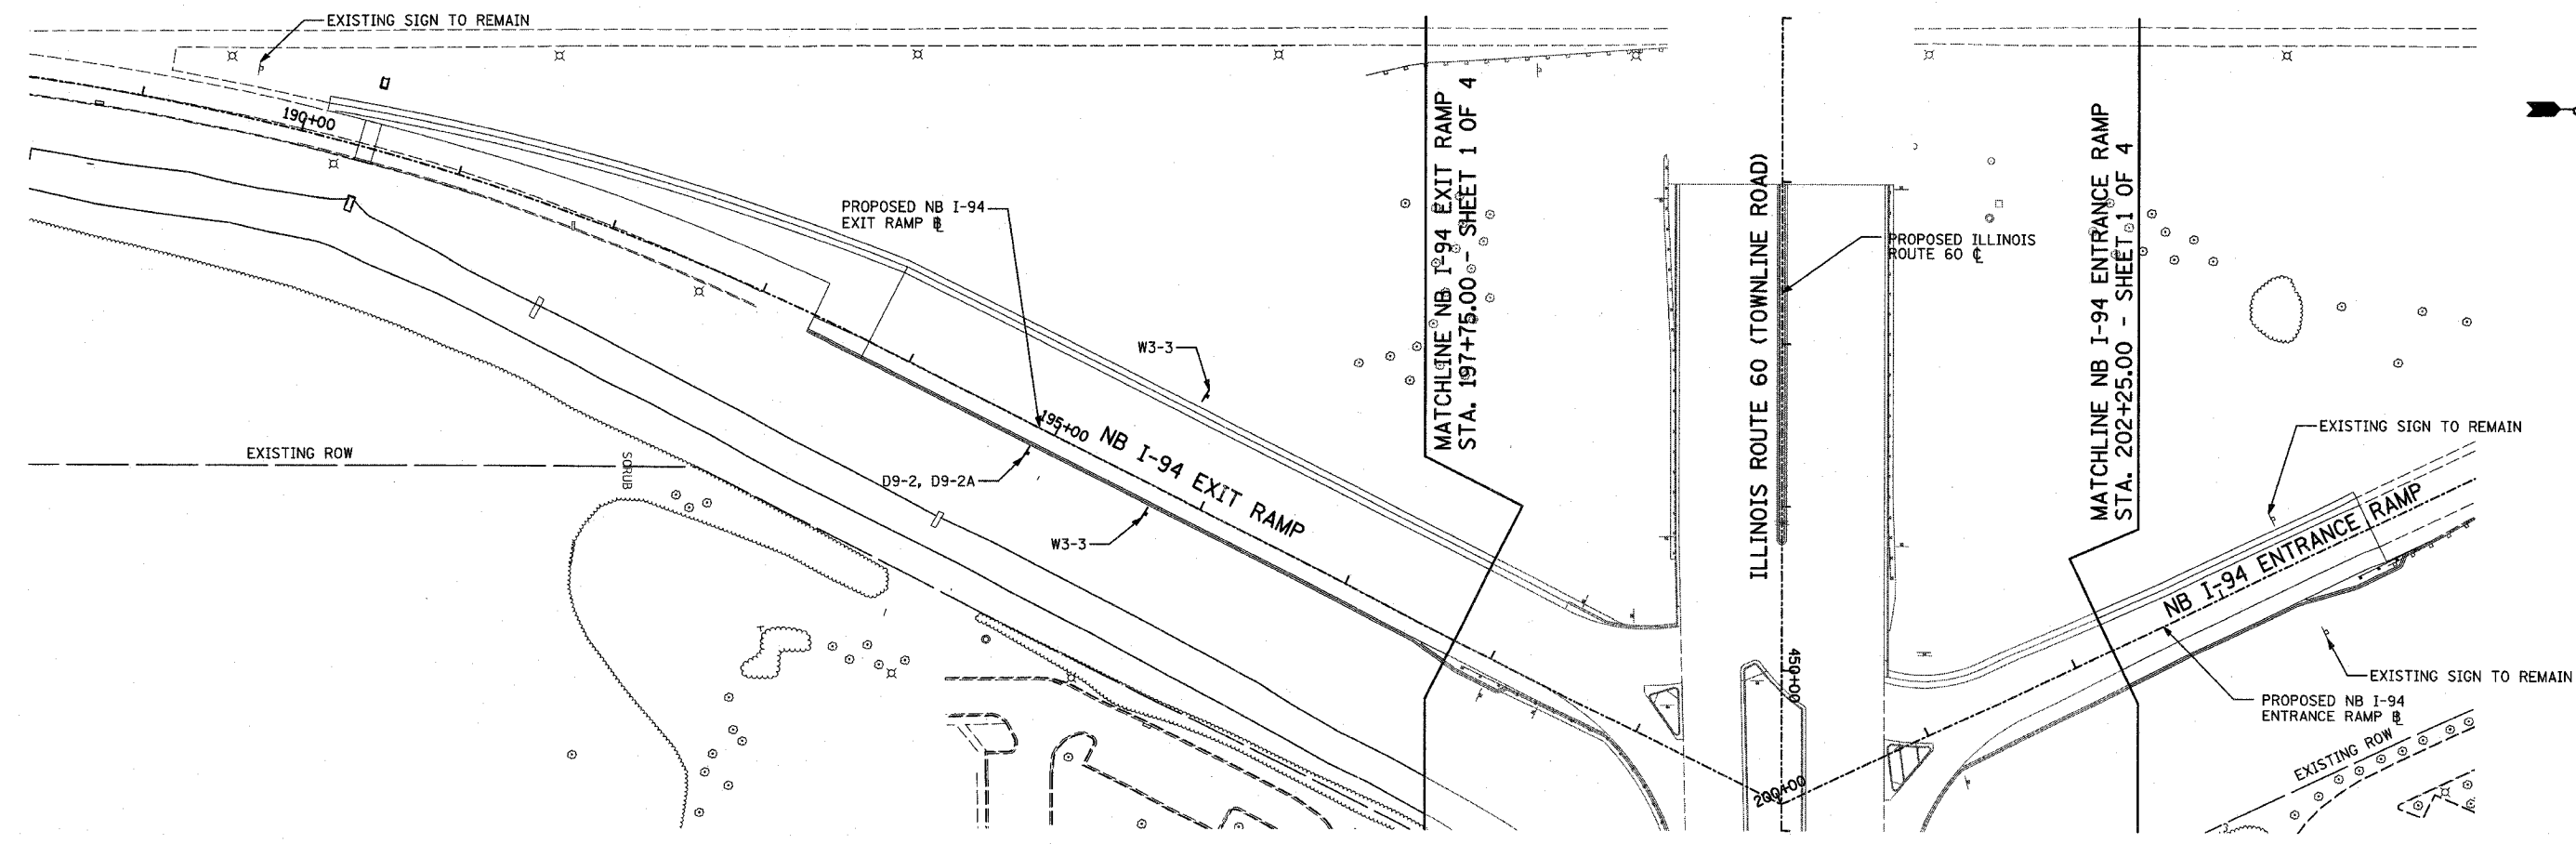 EXISTING SIGN TO REMAIN
190+00
PROPOSED NB I-94
EXIT RAMP ℄
W3-3
195+00
NB I-94 EXIT RAMP
D9-2, D9-2A
W3-3
EXISTING ROW
SCRUB
MATCHLINE NB I-94 EXIT RAMP
STA. 197+75.00 - SHEET 1 OF 4
ILLINOIS ROUTE 60 (TOWNLINE ROAD)
PROPOSED ILLINOIS
ROUTE 60 ℄
450+00
200+00
MATCHLINE NB I-94 ENTRANCE RAMP
STA. 202+25.00 - SHEET 1 OF 4
EXISTING SIGN TO REMAIN
NB I-94 ENTRANCE RAMP
EXISTING SIGN TO REMAIN
PROPOSED NB I-94
ENTRANCE RAMP ℄
EXISTING ROW